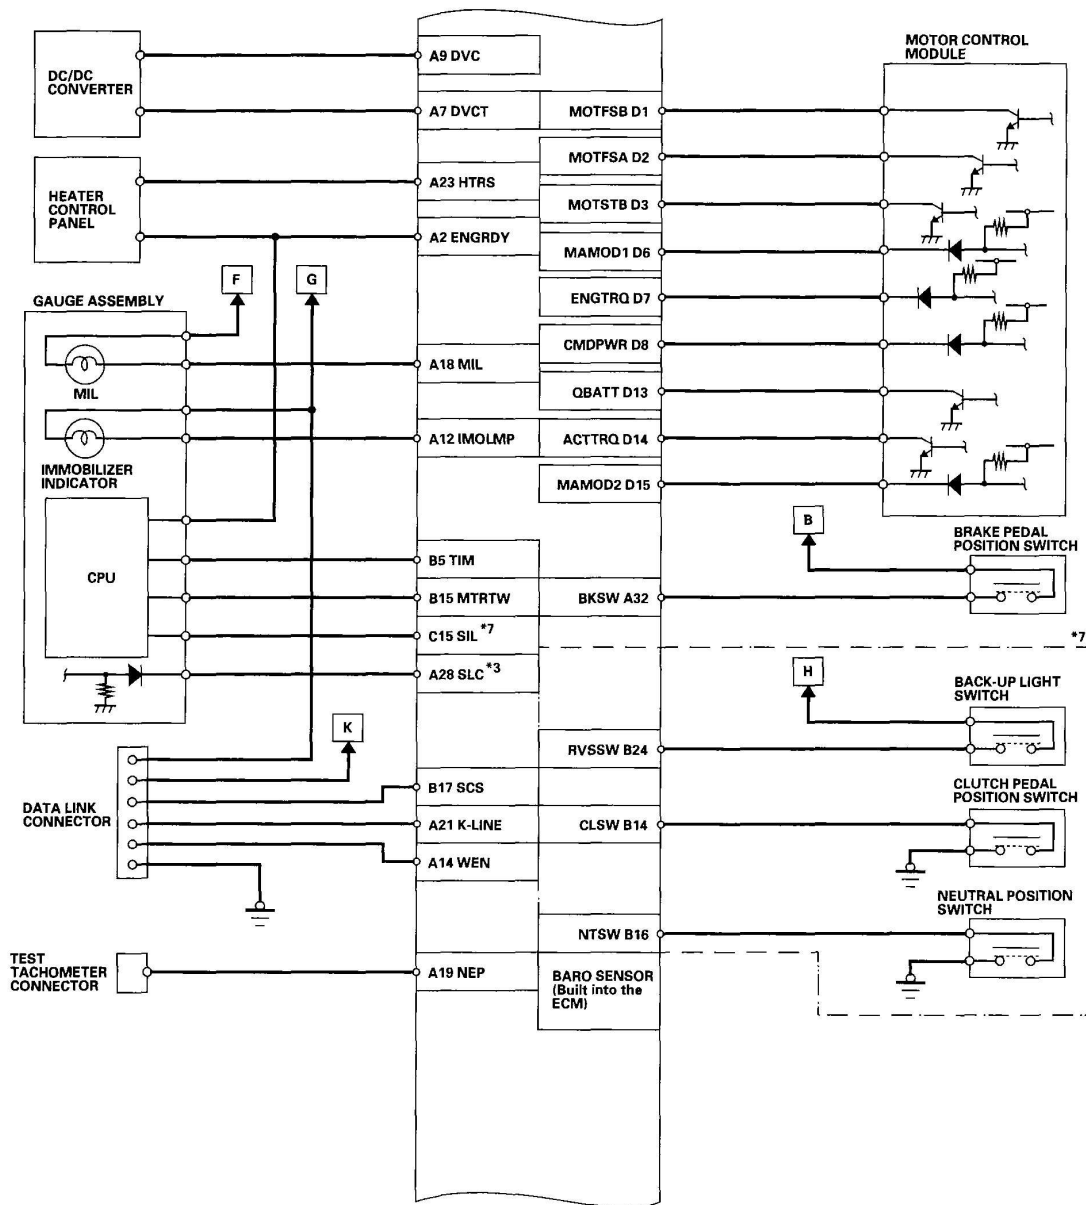 DC/DC
CONVERTER
A9 DVC
A7 DVCT
MOTFSB D1
MOTOR CONTROL
MODULE
MOTFSA D2
HEATER
CONTROL
PANEL
A23 HTRS
MOTSTB D3
A2 ENGRDY
MAMOD1 D6
F
G
ENGTRQ D7
GAUGE ASSEMBLY
CMDPWR D8
MIL
A18 MIL
QBATT D13
IMMOBILIZER
INDICATOR
A12 IMOLMP
ACTTRQ D14
MAMOD2 D15
B
BRAKE PEDAL
POSITION SWITCH
CPU
B5 TIM
B15 MTRTW
BKSW A32
C15 SIL *7
*7
A28 SLC *3
H
BACK-UP LIGHT
SWITCH
K
RVSSW B24
DATA LINK
CONNECTOR
B17 SCS
CLUTCH PEDAL
POSITION SWITCH
A21 K-LINE
CLSW B14
A14 WEN
NEUTRAL POSITION
SWITCH
NTSW B16
TEST
TACHOMETER
CONNECTOR
A19 NEP
BARO SENSOR
(Built into the
ECM)